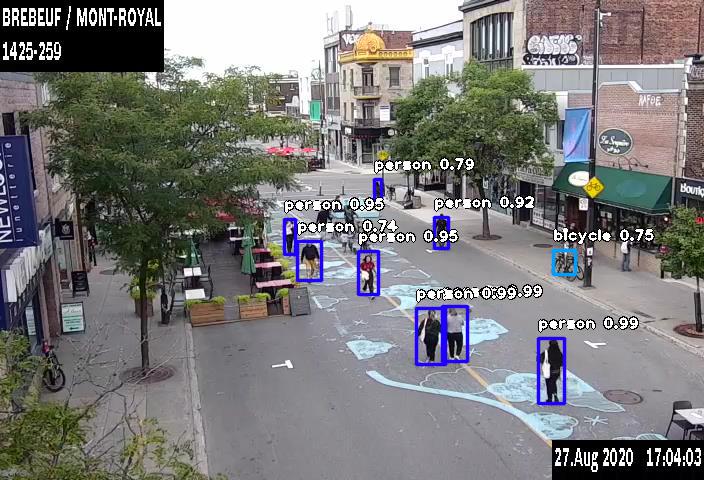 BREBEUF / MONT-ROYAL
1425-259
person 0.79
person 0.95
person 0.92
person 0.74
person 0.95
bicycle 0.75
person 0.99
0.99
person 0.99
NEWLOOK
lunetterie
27.Aug 2020 17:04:03